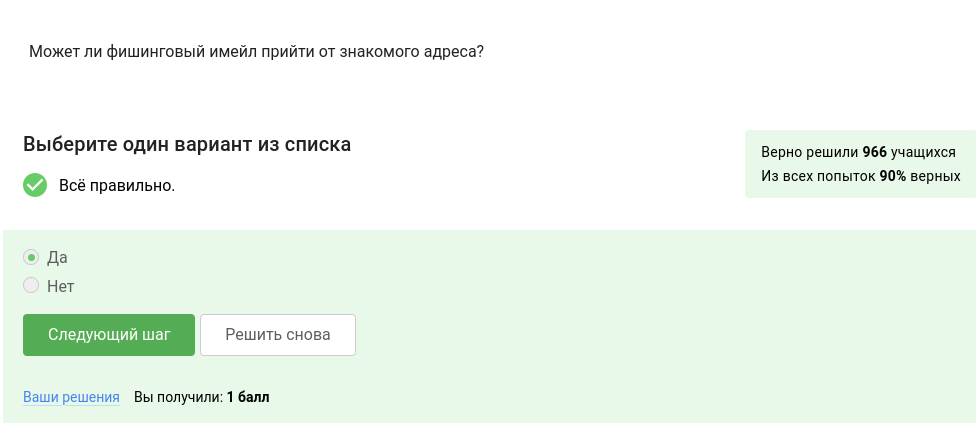 Может ли фишинговый имейл прийти от знакомого адреса?
Выберите один вариант из списка
Всё правильно.
Верно решили 966 учащихся
Из всех попыток 90% верных
Да
Нет
Следующий шаг
Решить снова
Ваши решения Вы получили: 1 балл